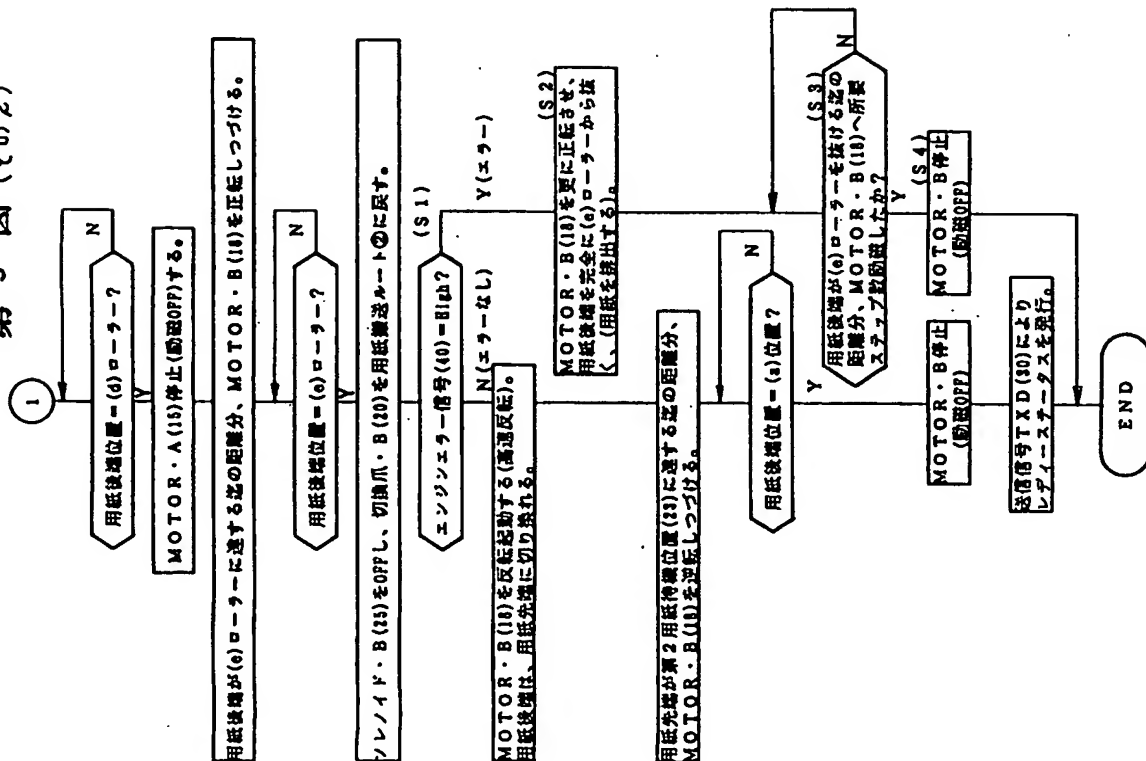 第 3 図 (その2)
1
用紙後端位置=(d)ローラー?
N
Y
MOTOR・A(15)停止(励磁OFF)する。
用紙後端が(e)ローラーに達する迄の距離分、MOTOR・B(18)を正転しつづける。
用紙後端位置=(e)ローラー?
N
Y
ソレノイド・B(25)をOFFし、切換爪・B(20)を用紙搬送ルート②に戻す。
(S1)
エンジンエラー信号(40)=High?
Y(エラー)
N(エラーなし)
MOTOR・B(18)を反転起動する(高速反転)。
用紙後端は、用紙先端に切り換れる。
(S2)
MOTOR・B(18)を更に正転させ、
用紙後端を完全に(e)ローラーから抜
く、(用紙を排出する)。
用紙先端が第2用紙待機位置(23)に達する迄の距離分、
MOTOR・B(18)を逆転しつづける。
用紙後端位置=(a)位置?
N
Y
(S3)
用紙後端が(e)ローラーを抜ける迄の
距離分、MOTOR・B(18)へ所要
ステップ数励磁したか?
N
Y
MOTOR・B停止
(励磁OFF)
(S4)
MOTOR・B停止
(励磁OFF)
送信信号TXD(30)により
レディーステータスを発行。
END